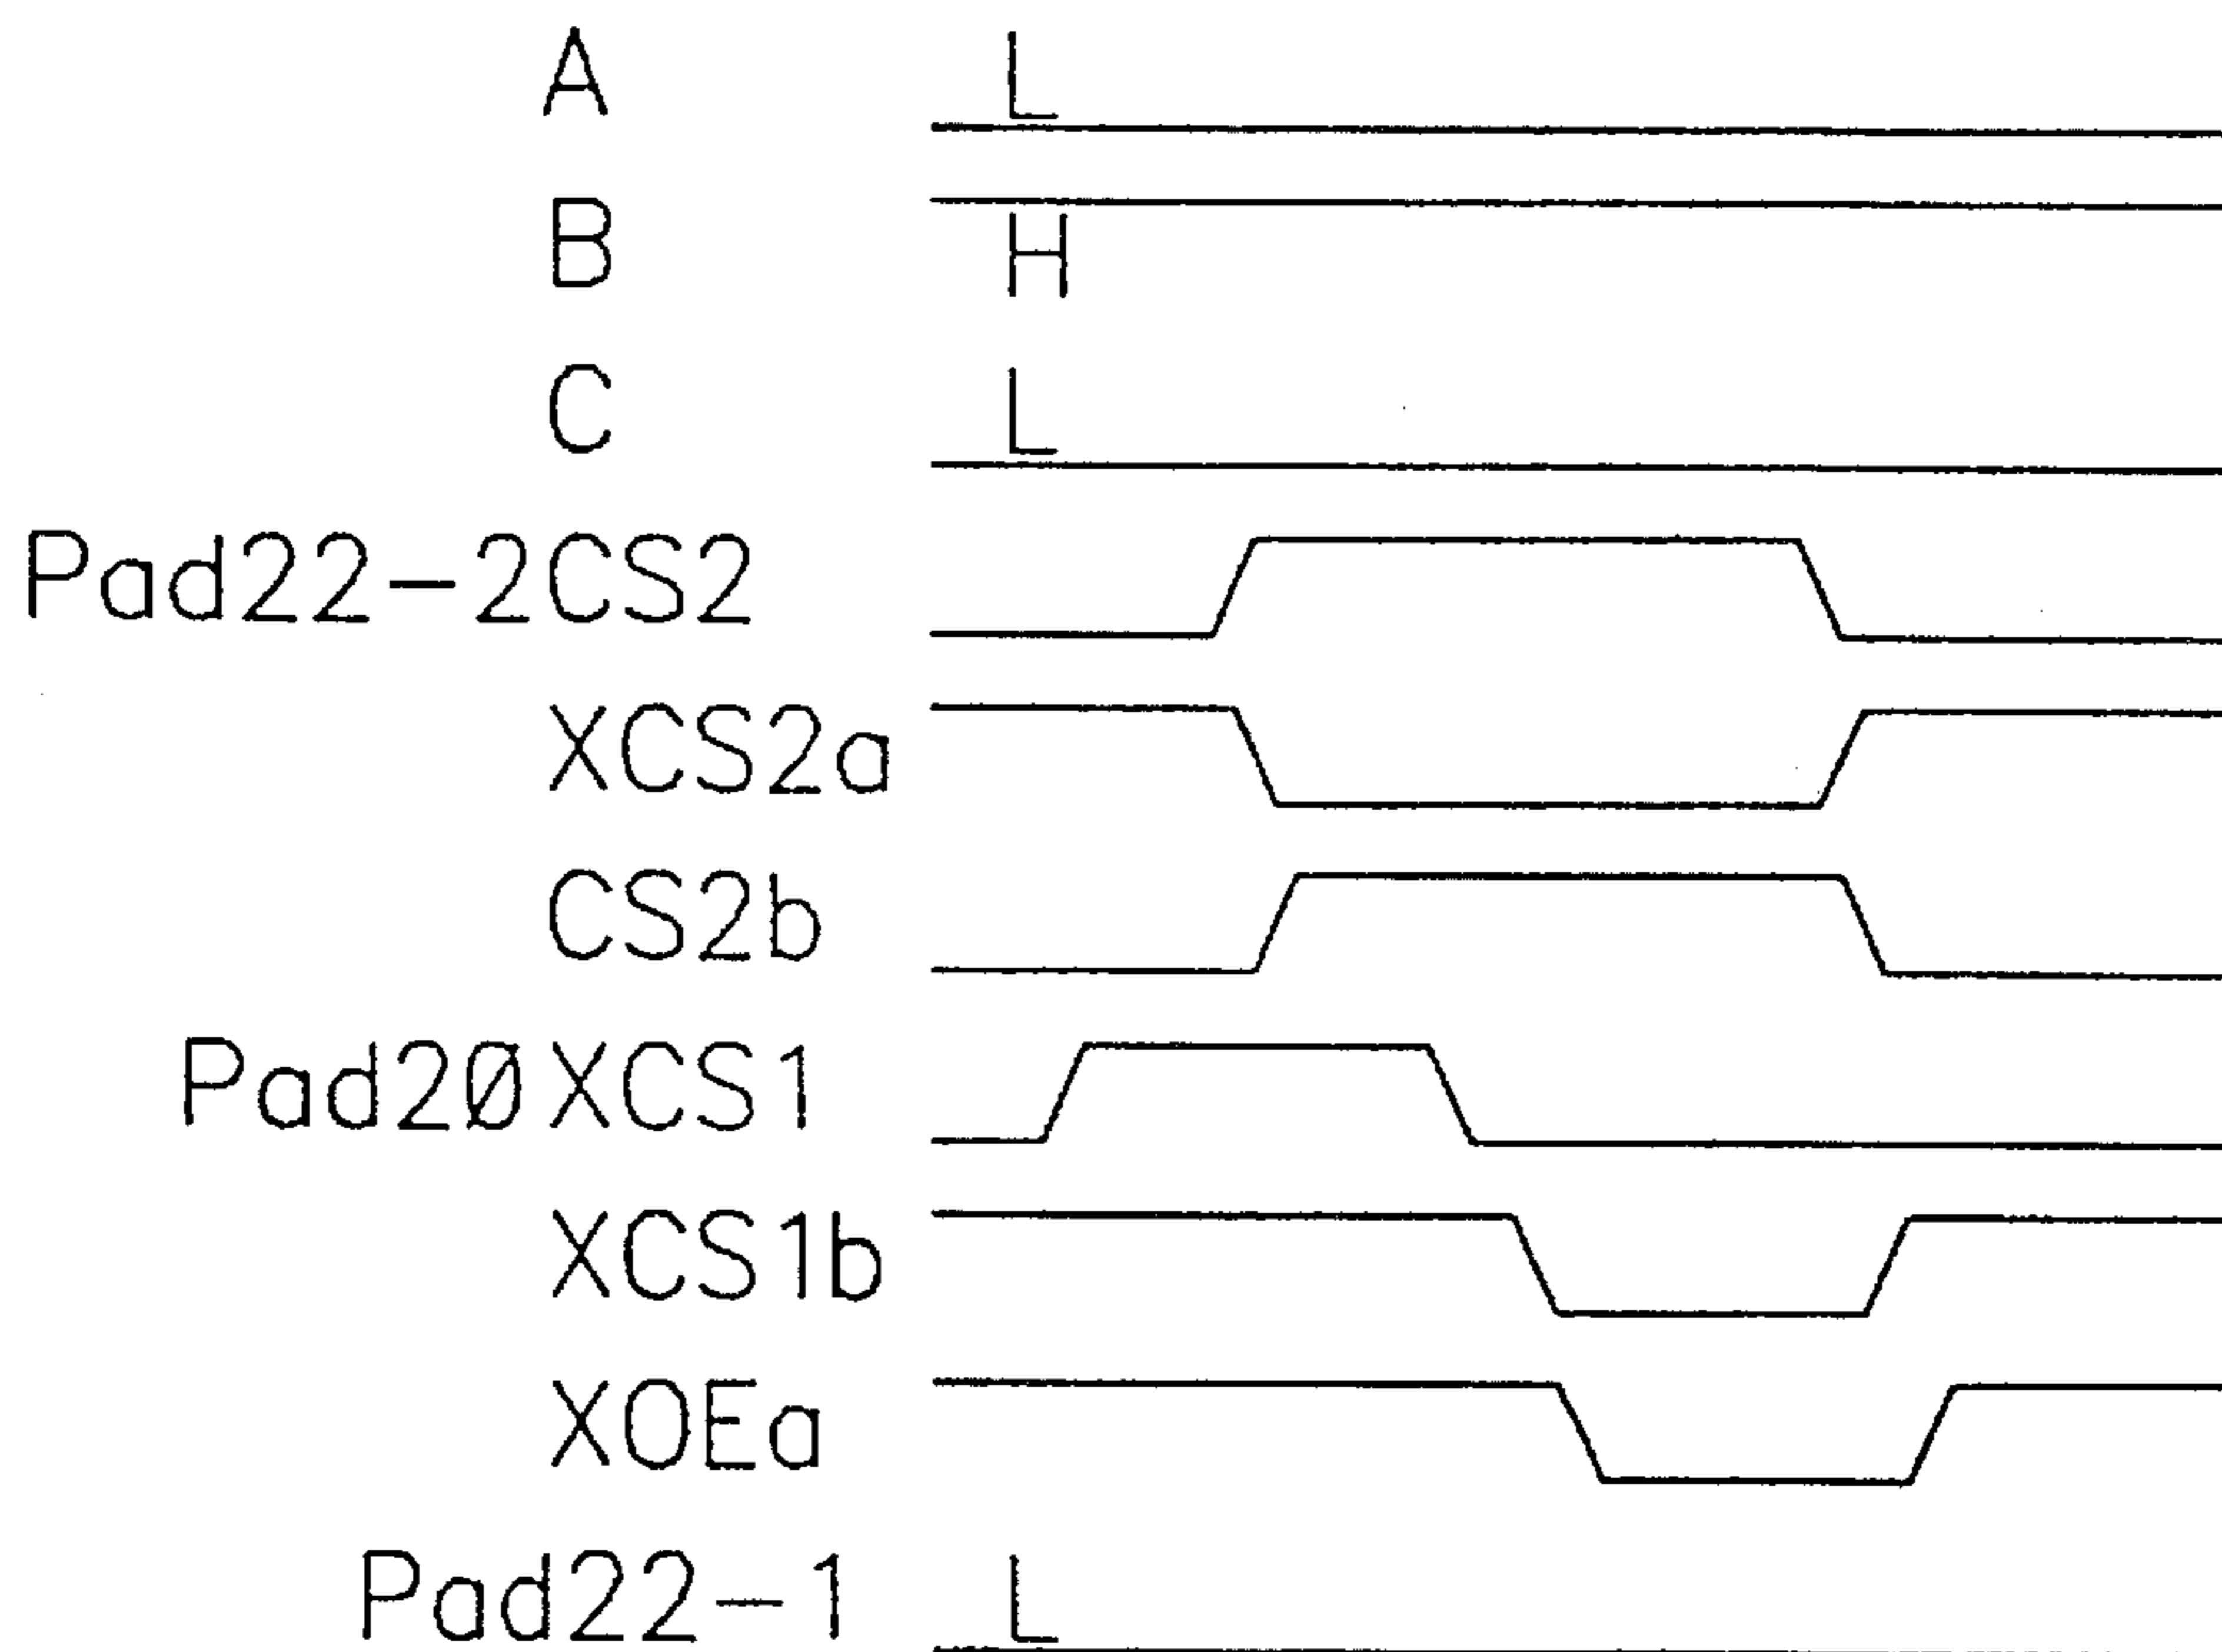 A L
B H
C L
Pad22-2CS2
XCS2a
CS2b
Pad20XCS1
XCS1b
XOEa
Pad22-1 L